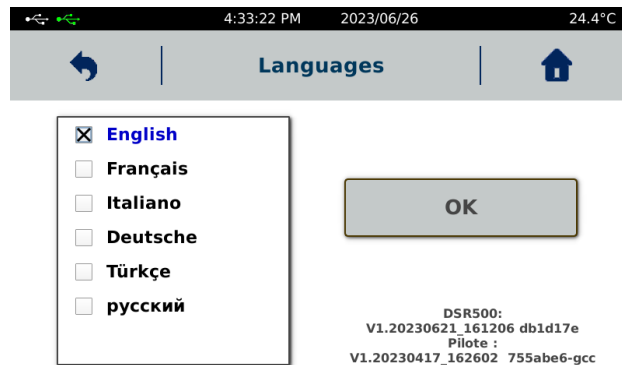 4:33:22 PM 2023/06/26 24.4°C
Languages
English
Français
Italiano
Deutsche
Türkçe
русский
OK
DSR500:
V1.20230621_161206 db1d17e
Pilote :
V1.20230417_162602 755abe6-gcc